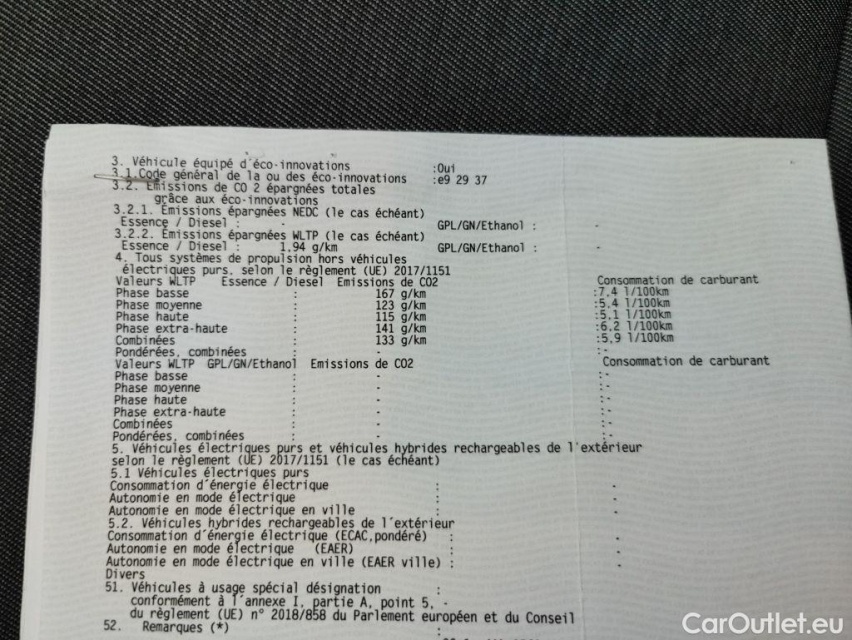 3. Véhicule équipé d'éco-innovations :Oui
3.1.Code général de la ou des éco-innovations :e9 29 37
3.2. Emissions de CO 2 épargnées totales
grâce aux éco-innovations
3.2.1. Émissions épargnées NEDC (le cas échéant)
Essence / Diesel : - GPL/GN/Ethanol : -
3.2.2. Émissions épargnées WLTP (le cas échéant)
Essence / Diesel : 1.94 g/km GPL/GN/Ethanol : -
4. Tous systèmes de propulsion hors véhicules
électriques purs, selon le règlement (UE) 2017/1151
Valeurs WLTP Essence / Diesel Emissions de CO2 Consommation de carburant
Phase basse : 167 g/km :7,4 l/100km
Phase moyenne : 123 g/km :5,4 l/100km
Phase haute : 115 g/km :5,1 l/100km
Phase extra-haute : 141 g/km :6,2 l/100km
Combinées : 133 g/km :5,9 l/100km
Pondérées, combinées : - :-
Valeurs WLTP GPL/GN/Ethanol Emissions de CO2 Consommation de carburant
Phase basse : - :-
Phase moyenne : - :-
Phase haute : - :-
Phase extra-haute : - :-
Combinées : - :-
Pondérées, combinées : - :-
5. Véhicules électriques purs et véhicules hybrides rechargeables de l'extérieur
selon le règlement (UE) 2017/1151 (le cas échéant)
5.1 Véhicules électriques purs
Consommation d'énergie électrique : -
Autonomie en mode électrique : -
Autonomie en mode électrique en ville : -
5.2. Véhicules hybrides rechargeables de l'extérieur
Consommation d'énergie électrique (ECAC,pondéré) : -
Autonomie en mode électrique (EAER) : -
Autonomie en mode électrique en ville (EAER ville) : -
Divers
51. Véhicules à usage spécial désignation :
conformément à l'annexe I, partie A, point 5, -
du règlement (UE) n° 2018/858 du Parlement européen et du Conseil
52. Remarques (*) :
CarOutlet.eu